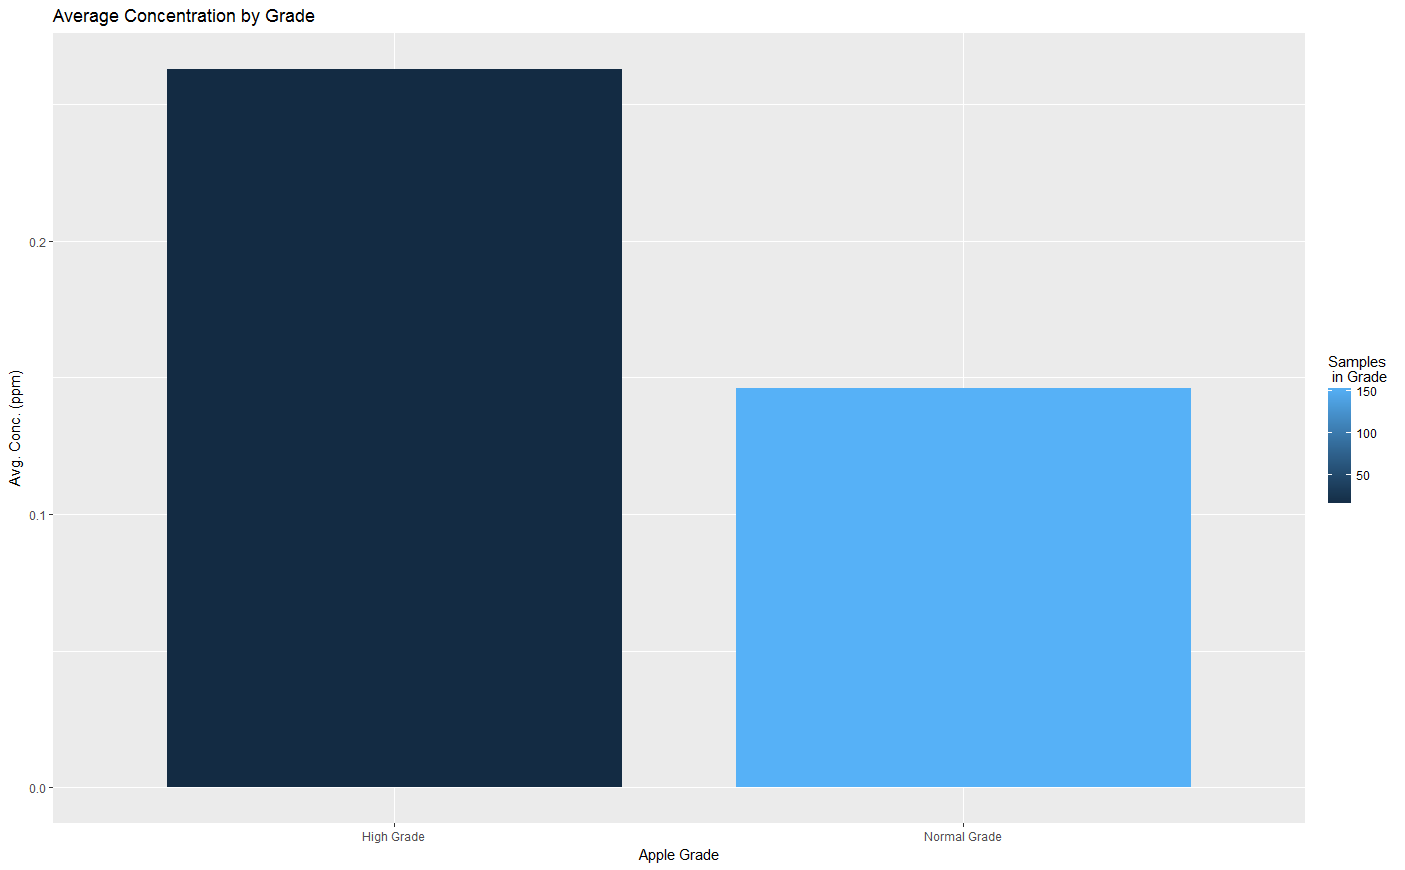 Average Concentration by Grade
Avg. Conc. (ppm)
0.2
0.1
0.0
High Grade
Normal Grade
Apple Grade
Samples
in Grade
150
100
50